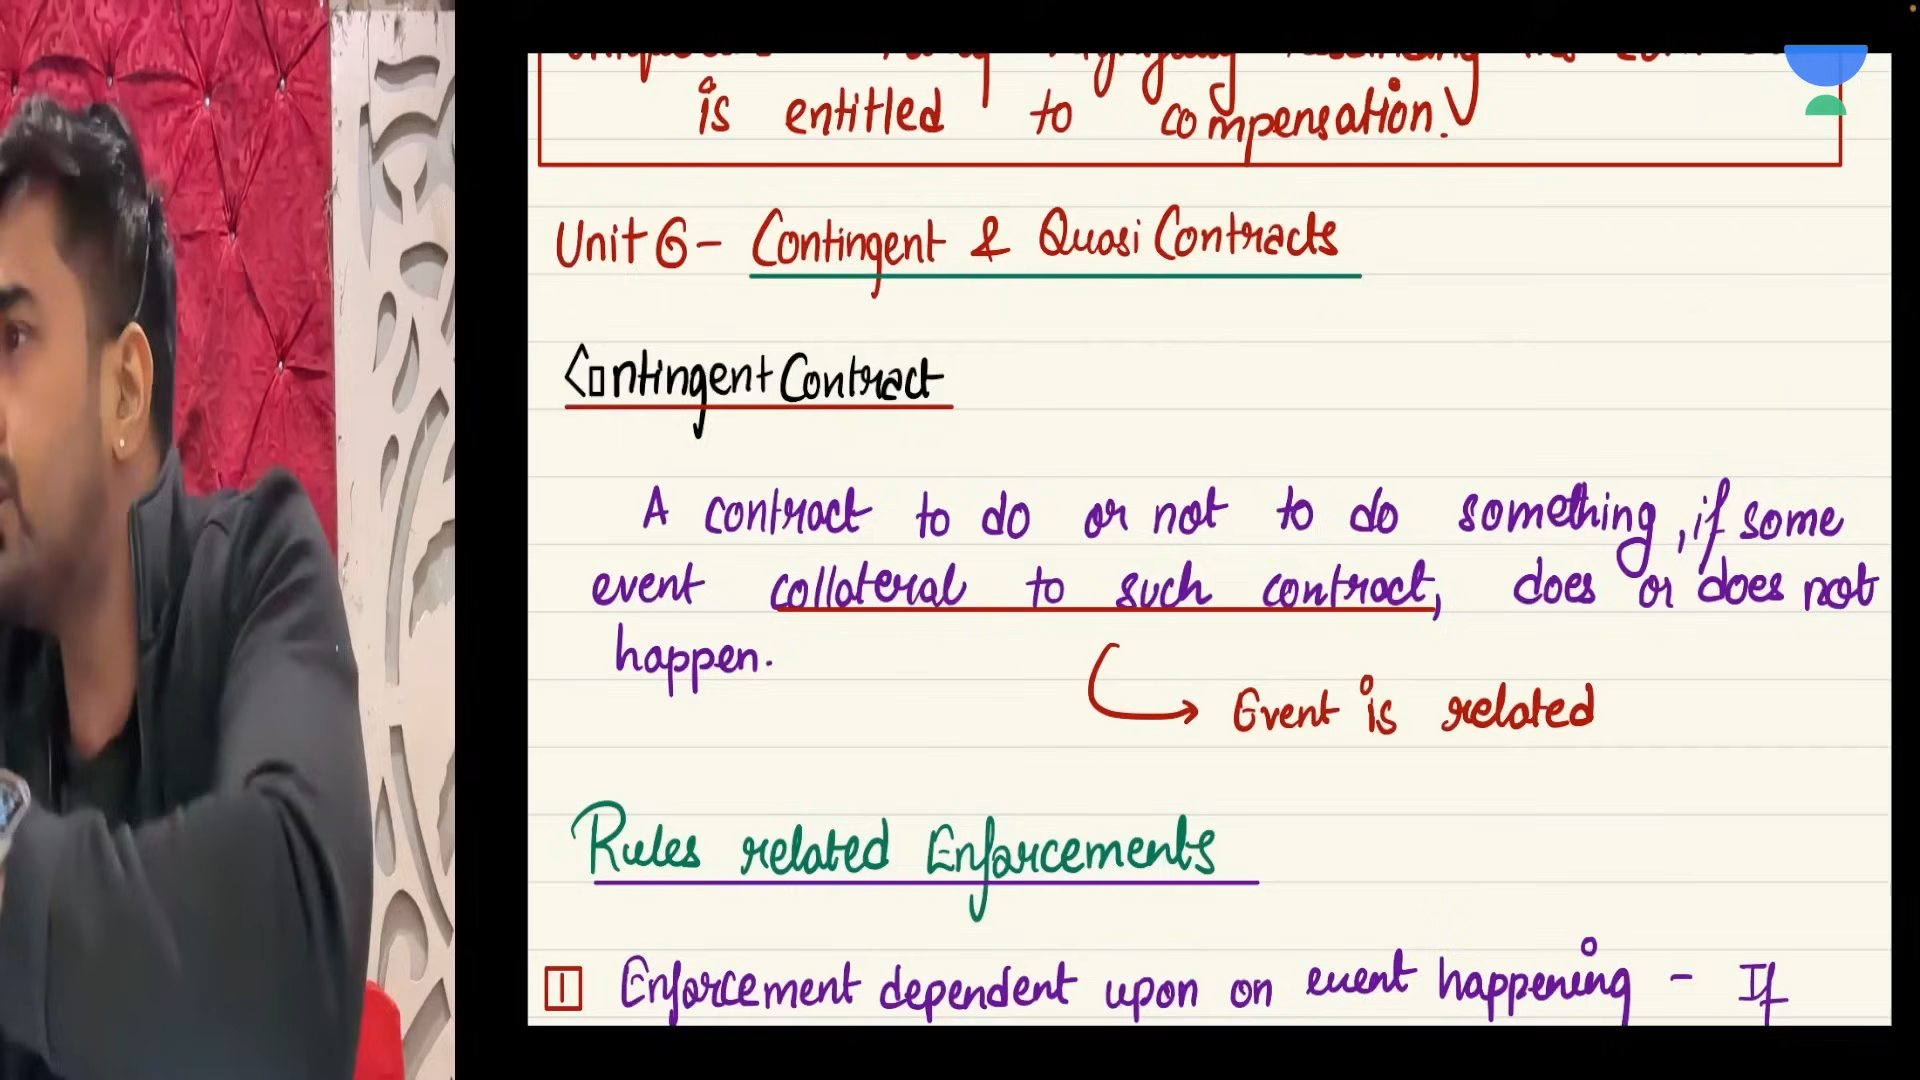 is entitled to compensation.
Unit 6 - Contingent & Quasi Contracts
Contingent Contract
A contract to do or not to do something, if some
event collateral to such contract, does or does not
happen.
Event is related
Rules related Enforcements
1 Enforcement dependent upon on event happening - If